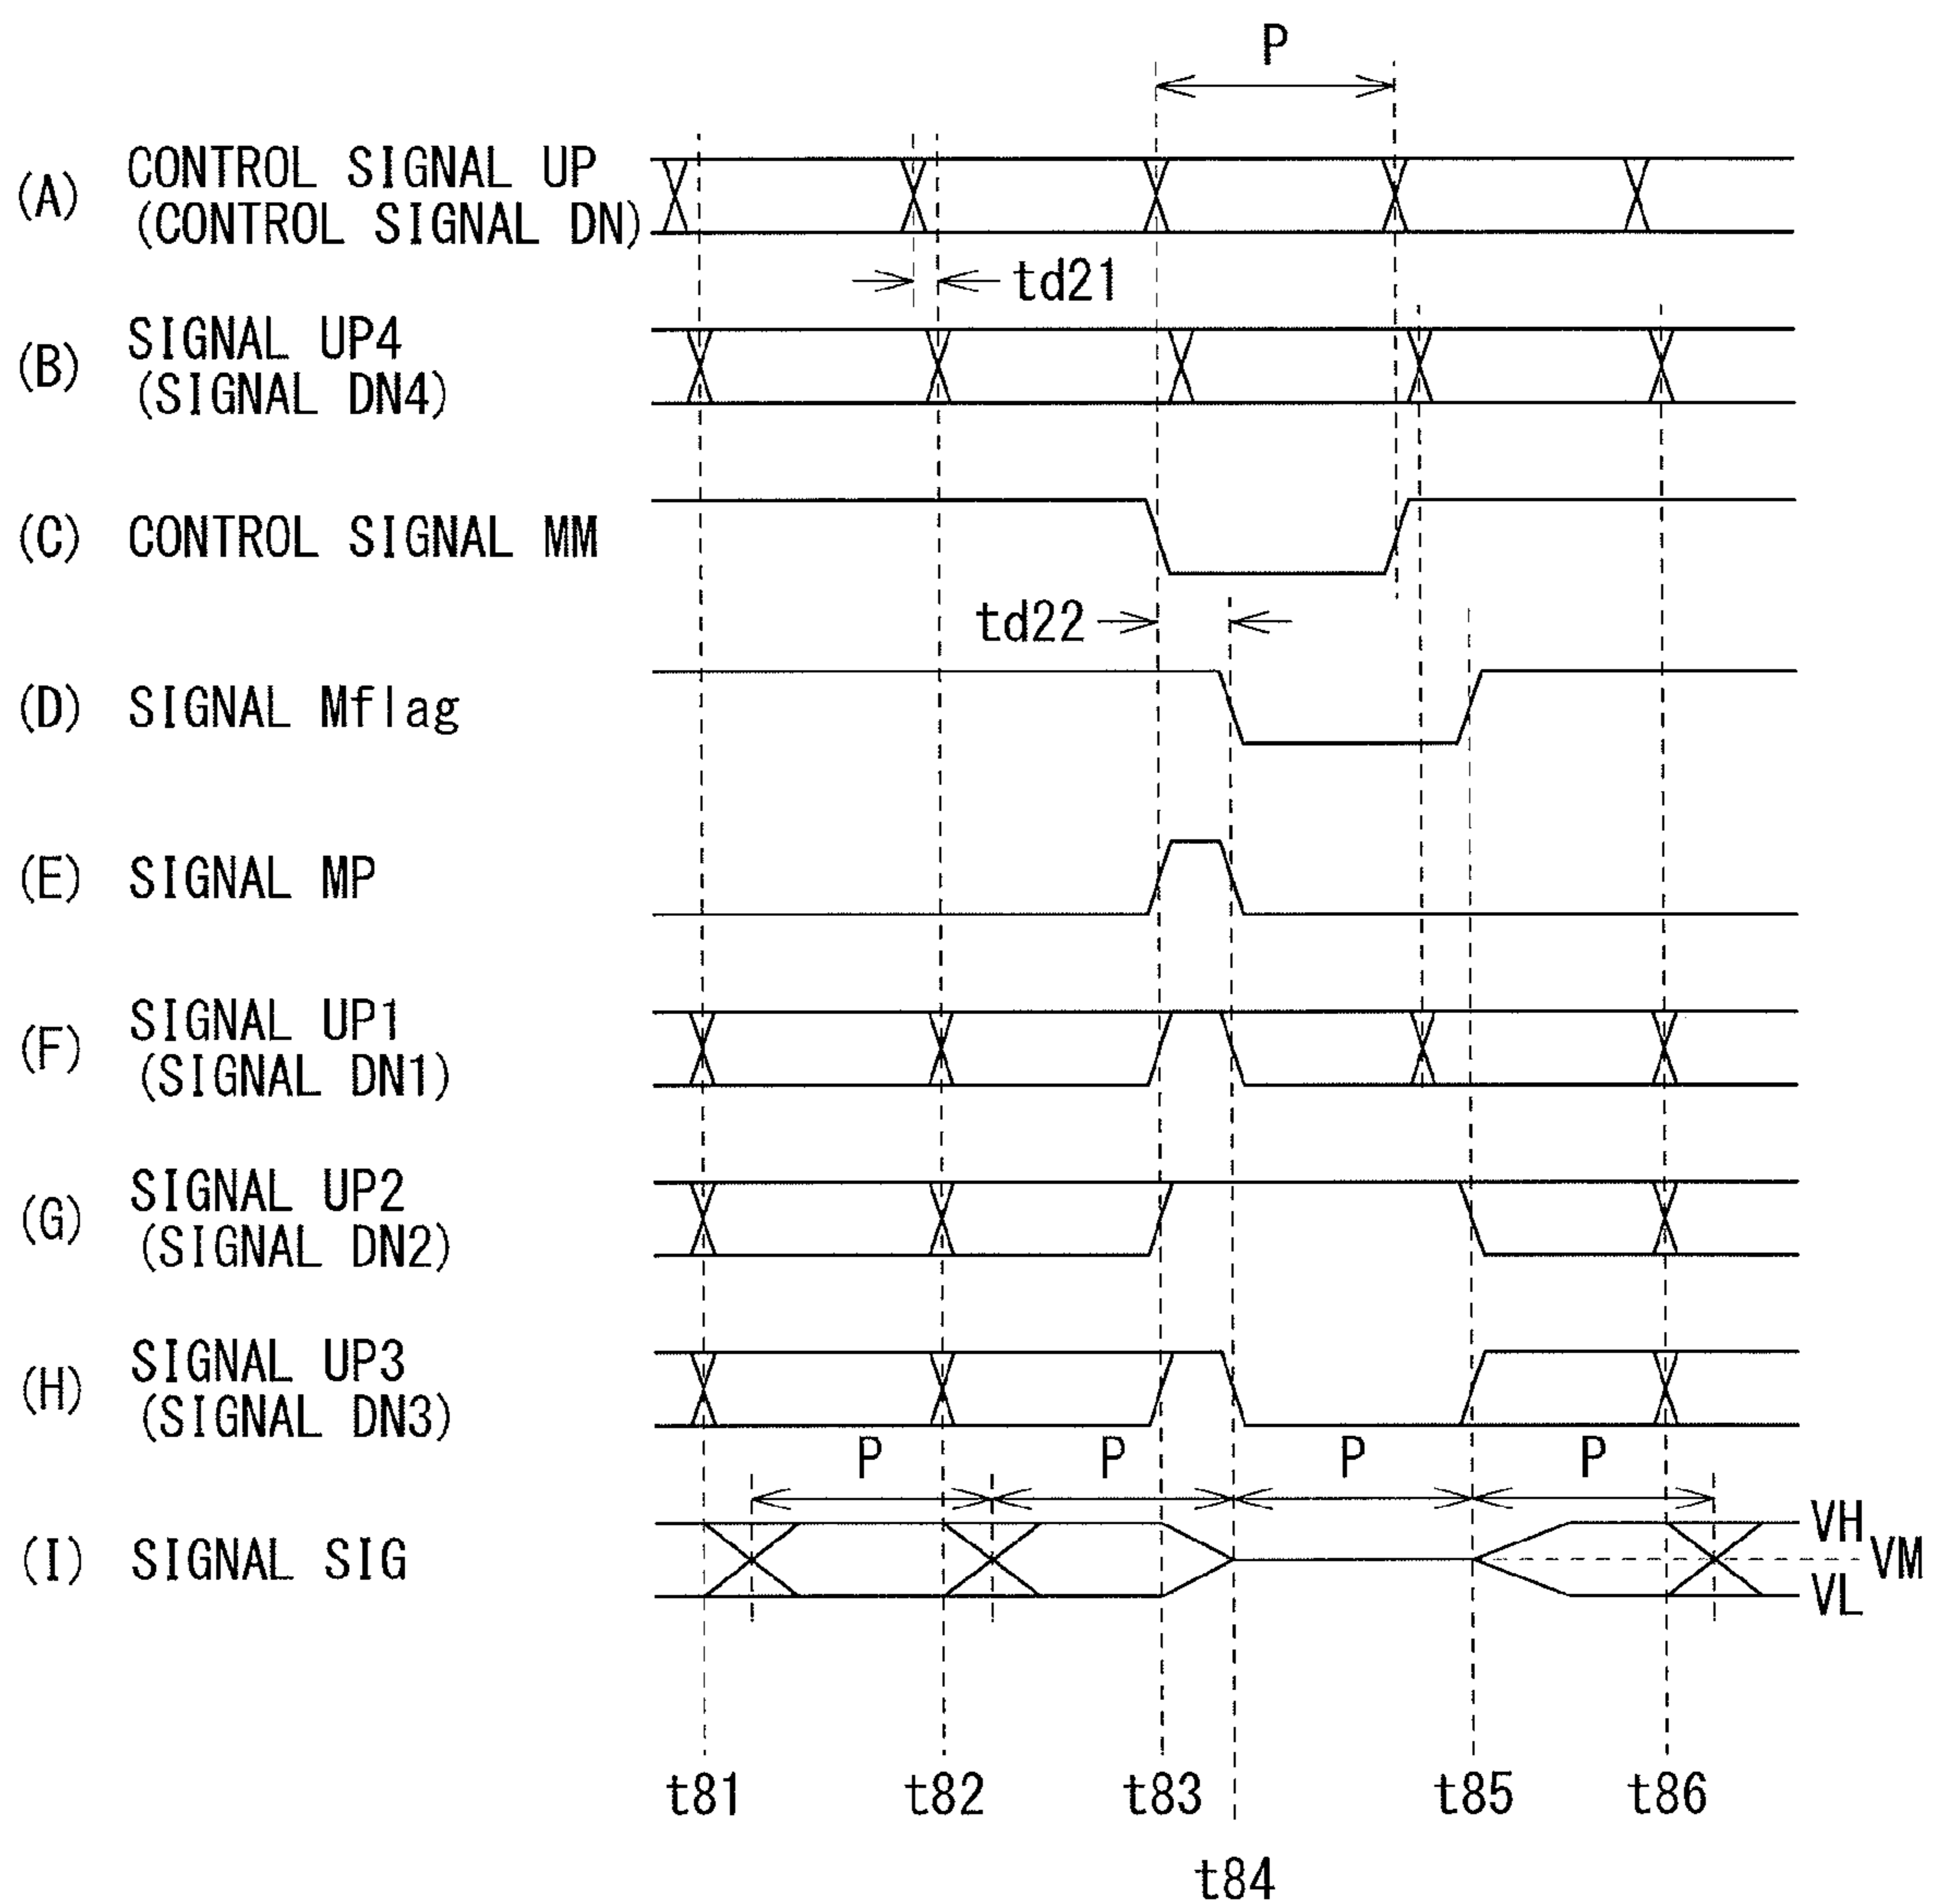 P
(A) CONTROL SIGNAL UP
(CONTROL SIGNAL DN)
td21
(B) SIGNAL UP4
(SIGNAL DN4)
(C) CONTROL SIGNAL MM
td22
(D) SIGNAL Mflag
(E) SIGNAL MP
(F) SIGNAL UP1
(SIGNAL DN1)
(G) SIGNAL UP2
(SIGNAL DN2)
(H) SIGNAL UP3
(SIGNAL DN3)
P P P P
(I) SIGNAL SIG
VH
VM
VL
t81 t82 t83 t85 t86
t84